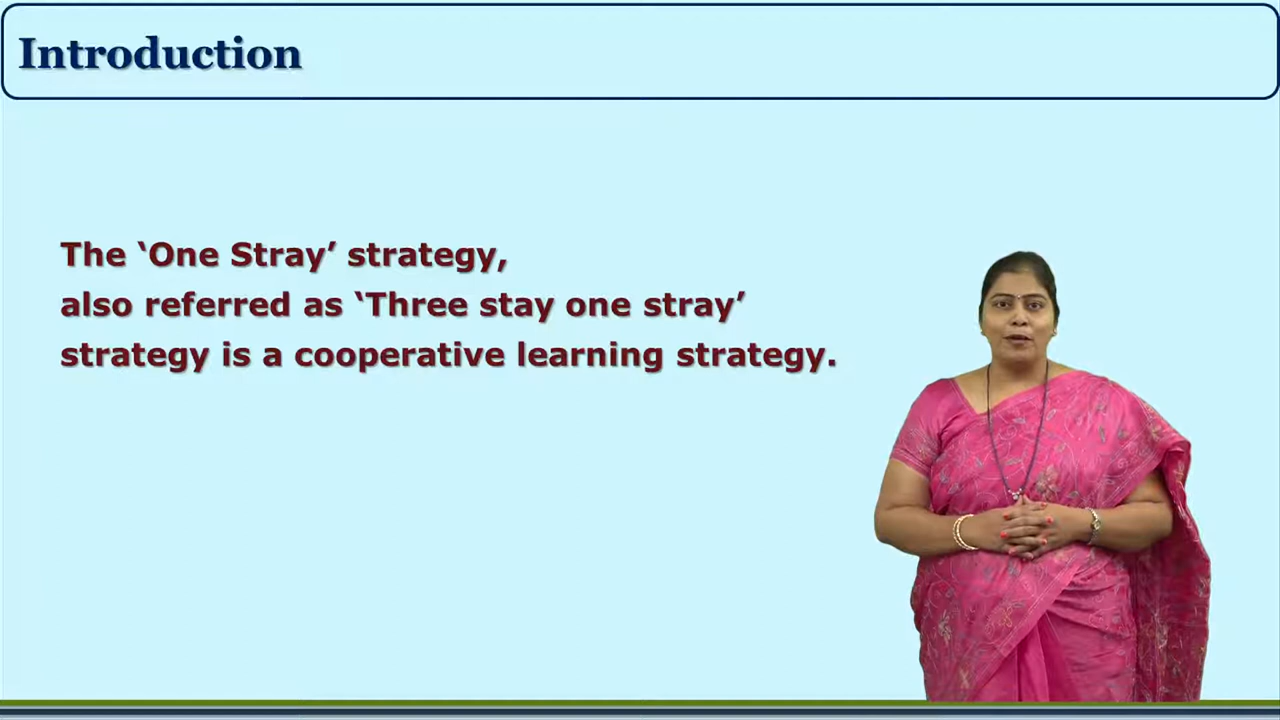 Introduction
The ‘One Stray’ strategy,
also referred as ‘Three stay one stray’
strategy is a cooperative learning strategy.